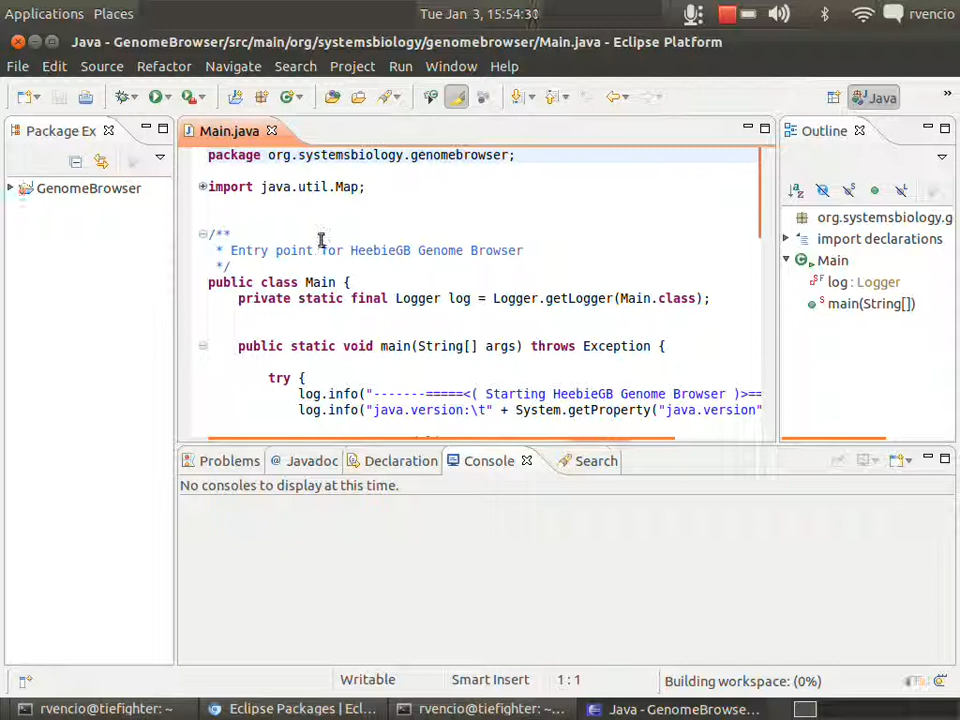 Applications Places Tue Jan 3, 15:54:30 rvencio
Java - GenomeBrowser/src/main/org/systemsbiology/genomebrowser/Main.java - Eclipse Platform
File Edit Source Refactor Navigate Search Project Run Window Help
Java »
Package Ex
Main.java
Outline
package org.systemsbiology.genomebrowser;
GenomeBrowser
import java.util.Map;
org.systemsbiology.g
import declarations
/**
* Entry point for HeebieGB Genome Browser
Main
*/
public class Main {
log : Logger
private static final Logger log = Logger.getLogger(Main.class);
main(String[])
public static void main(String[] args) throws Exception {
try {
log.info("-------=====<( Starting HeebieGB Genome Browser )>==
log.info("java.version:\t" + System.getProperty("java.version"
Problems @ Javadoc Declaration Console Search
No consoles to display at this time.
Writable Smart Insert 1 : 1 Building workspace: (0%)
rvencio@tiefighter: ~ Eclipse Packages | Ecl... rvencio@tiefighter: ~... Java - GenomeBrowse...